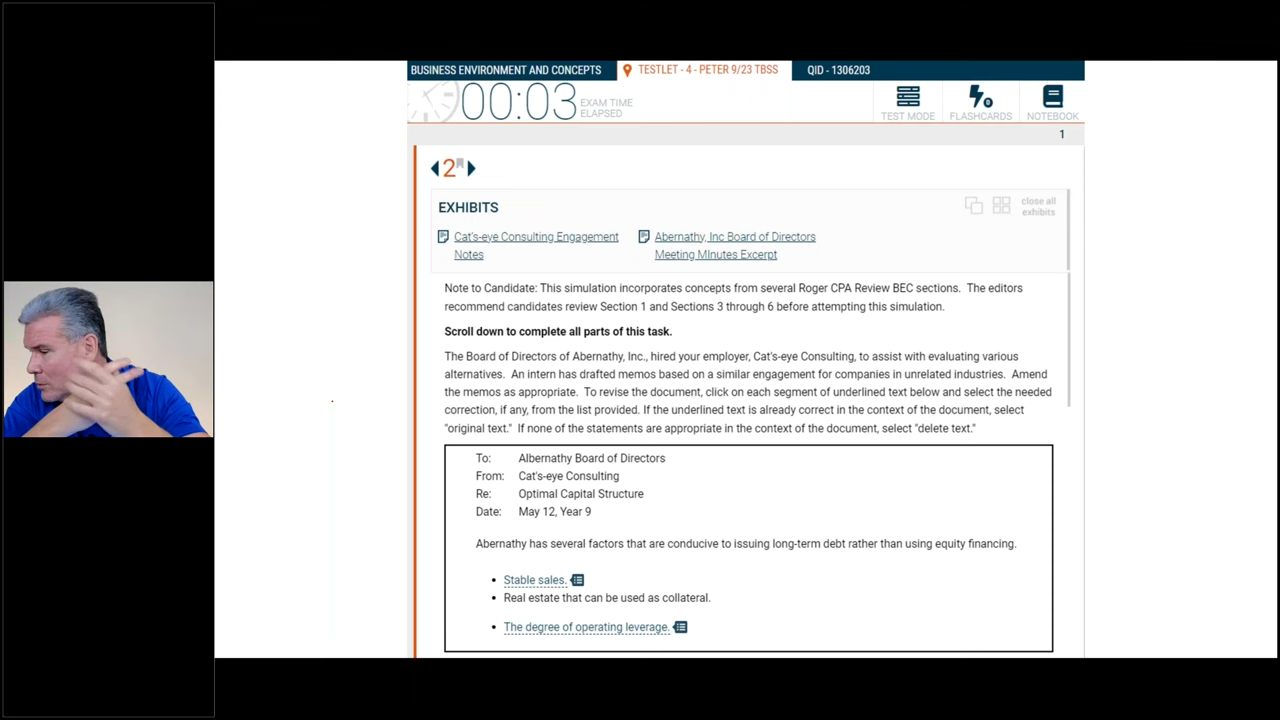 BUSINESS ENVIRONMENT AND CONCEPTS
TESTLET - 4 - PETER 9/23 TBSS
QID - 1306203
00:03
EXAM TIME
ELAPSED
TEST MODE
FLASHCARDS
NOTEBOOK
1
2
EXHIBITS
close all
exhibits
Cat's-eye Consulting Engagement
Notes
Abernathy, Inc Board of Directors
Meeting MInutes Excerpt
Note to Candidate: This simulation incorporates concepts from several Roger CPA Review BEC sections. The editors
recommend candidates review Section 1 and Sections 3 through 6 before attempting this simulation.
Scroll down to complete all parts of this task.
The Board of Directors of Abernathy, Inc., hired your employer, Cat's-eye Consulting, to assist with evaluating various
alternatives. An intern has drafted memos based on a similar engagement for companies in unrelated industries. Amend
the memos as appropriate. To revise the document, click on each segment of underlined text below and select the needed
correction, if any, from the list provided. If the underlined text is already correct in the context of the document, select
"original text." If none of the statements are appropriate in the context of the document, select "delete text."
To: Albernathy Board of Directors
From: Cat's-eye Consulting
Re: Optimal Capital Structure
Date: May 12, Year 9
Abernathy has several factors that are conducive to issuing long-term debt rather than using equity financing.
• Stable sales.
• Real estate that can be used as collateral.
• The degree of operating leverage.